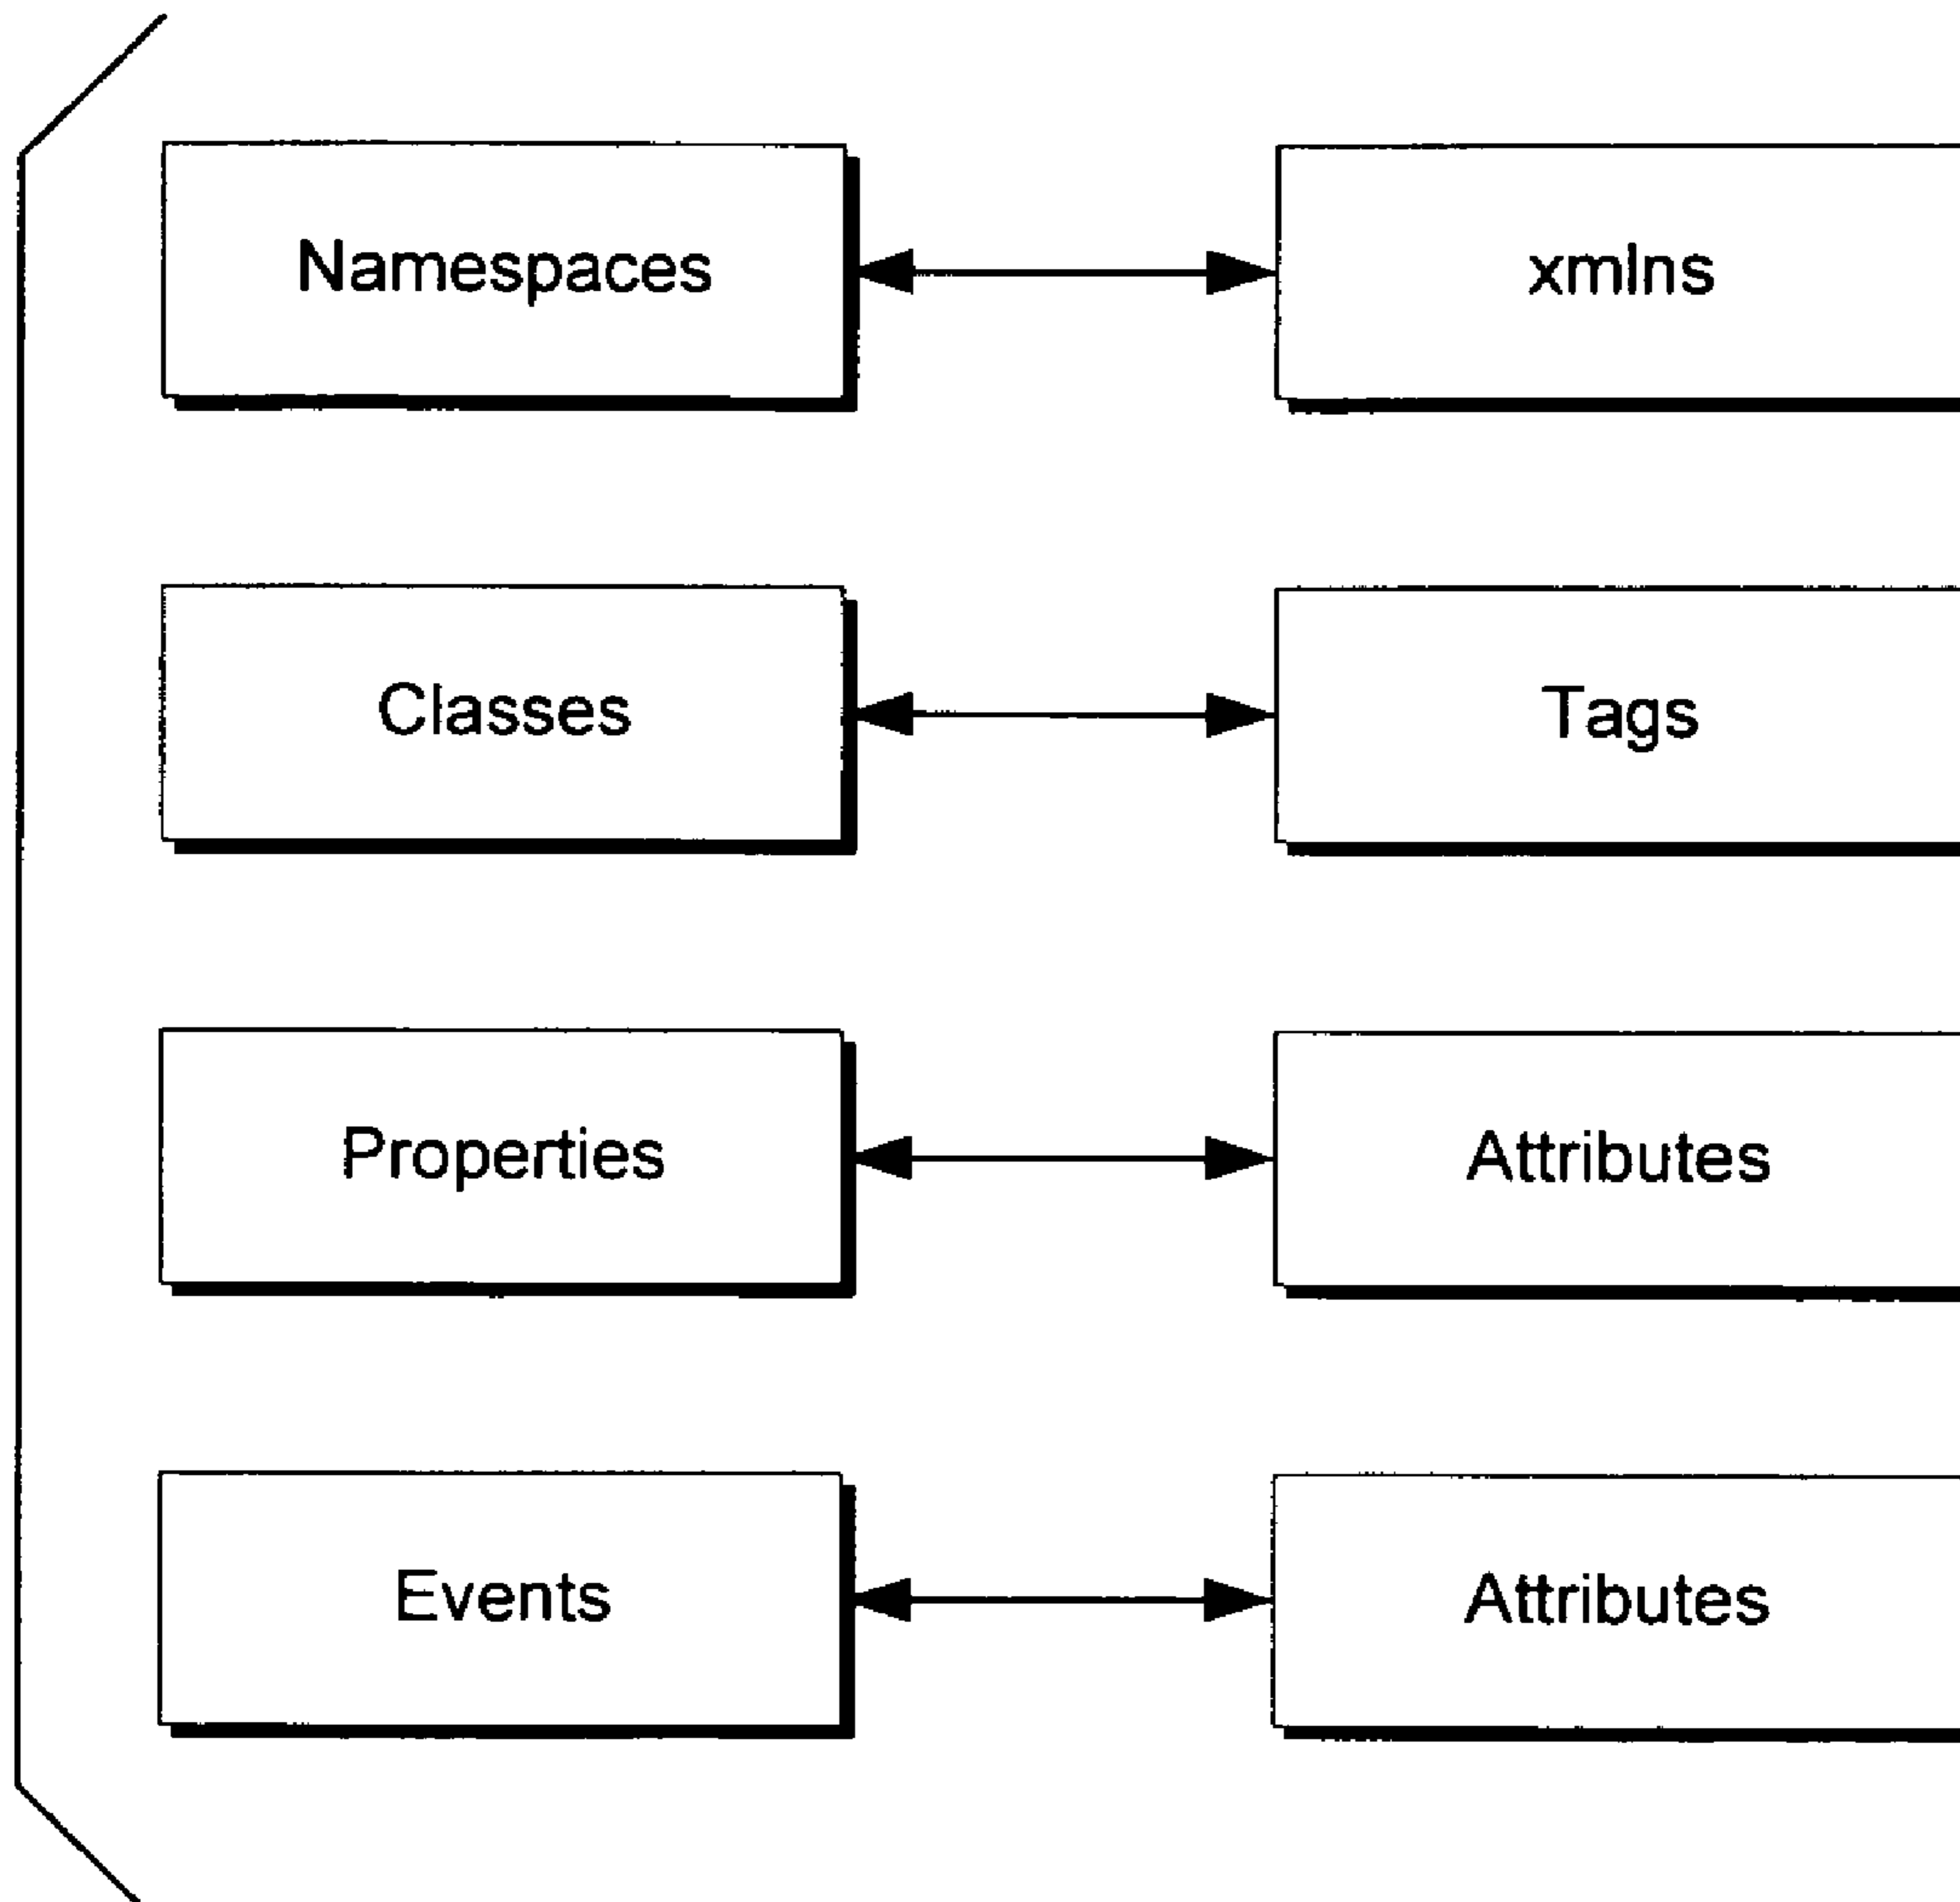 Namespaces
xmlns
Classes
Tags
Properties
Attributes
Events
Attributes